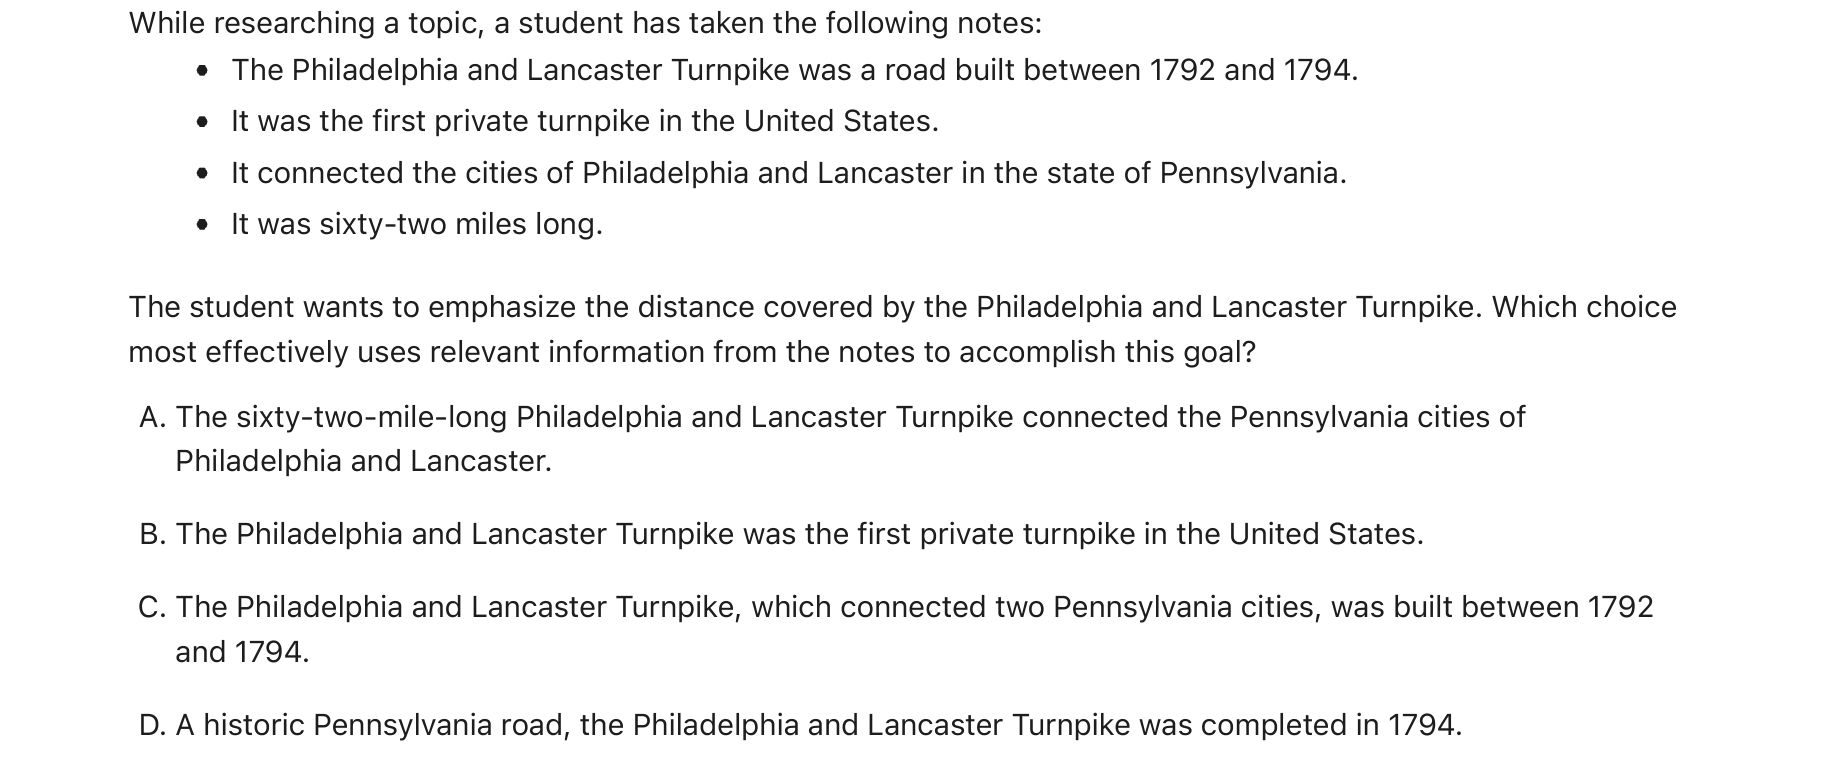 While researching a topic, a student has taken the following notes:
• The Philadelphia and Lancaster Turnpike was a road built between 1792 and 1794.
• It was the first private turnpike in the United States.
• It connected the cities of Philadelphia and Lancaster in the state of Pennsylvania.
• It was sixty-two miles long.
The student wants to emphasize the distance covered by the Philadelphia and Lancaster Turnpike. Which choice
most effectively uses relevant information from the notes to accomplish this goal?
A. The sixty-two-mile-long Philadelphia and Lancaster Turnpike connected the Pennsylvania cities of
Philadelphia and Lancaster.
B. The Philadelphia and Lancaster Turnpike was the first private turnpike in the United States.
C. The Philadelphia and Lancaster Turnpike, which connected two Pennsylvania cities, was built between 1792
and 1794.
D. A historic Pennsylvania road, the Philadelphia and Lancaster Turnpike was completed in 1794.